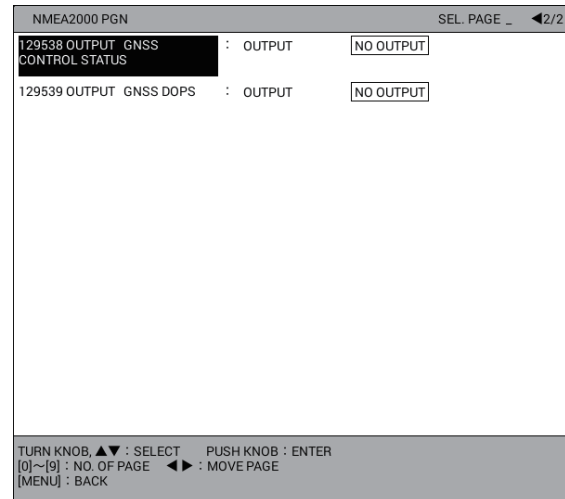 NMEA2000 PGN SEL. PAGE _ ◀2/2
129538 OUTPUT GNSS : OUTPUT NO OUTPUT
CONTROL STATUS
129539 OUTPUT GNSS DOPS : OUTPUT NO OUTPUT
TURN KNOB, ▲▼ : SELECT PUSH KNOB : ENTER
[0]～[9] : NO. OF PAGE ◀ ▶ : MOVE PAGE
[MENU] : BACK